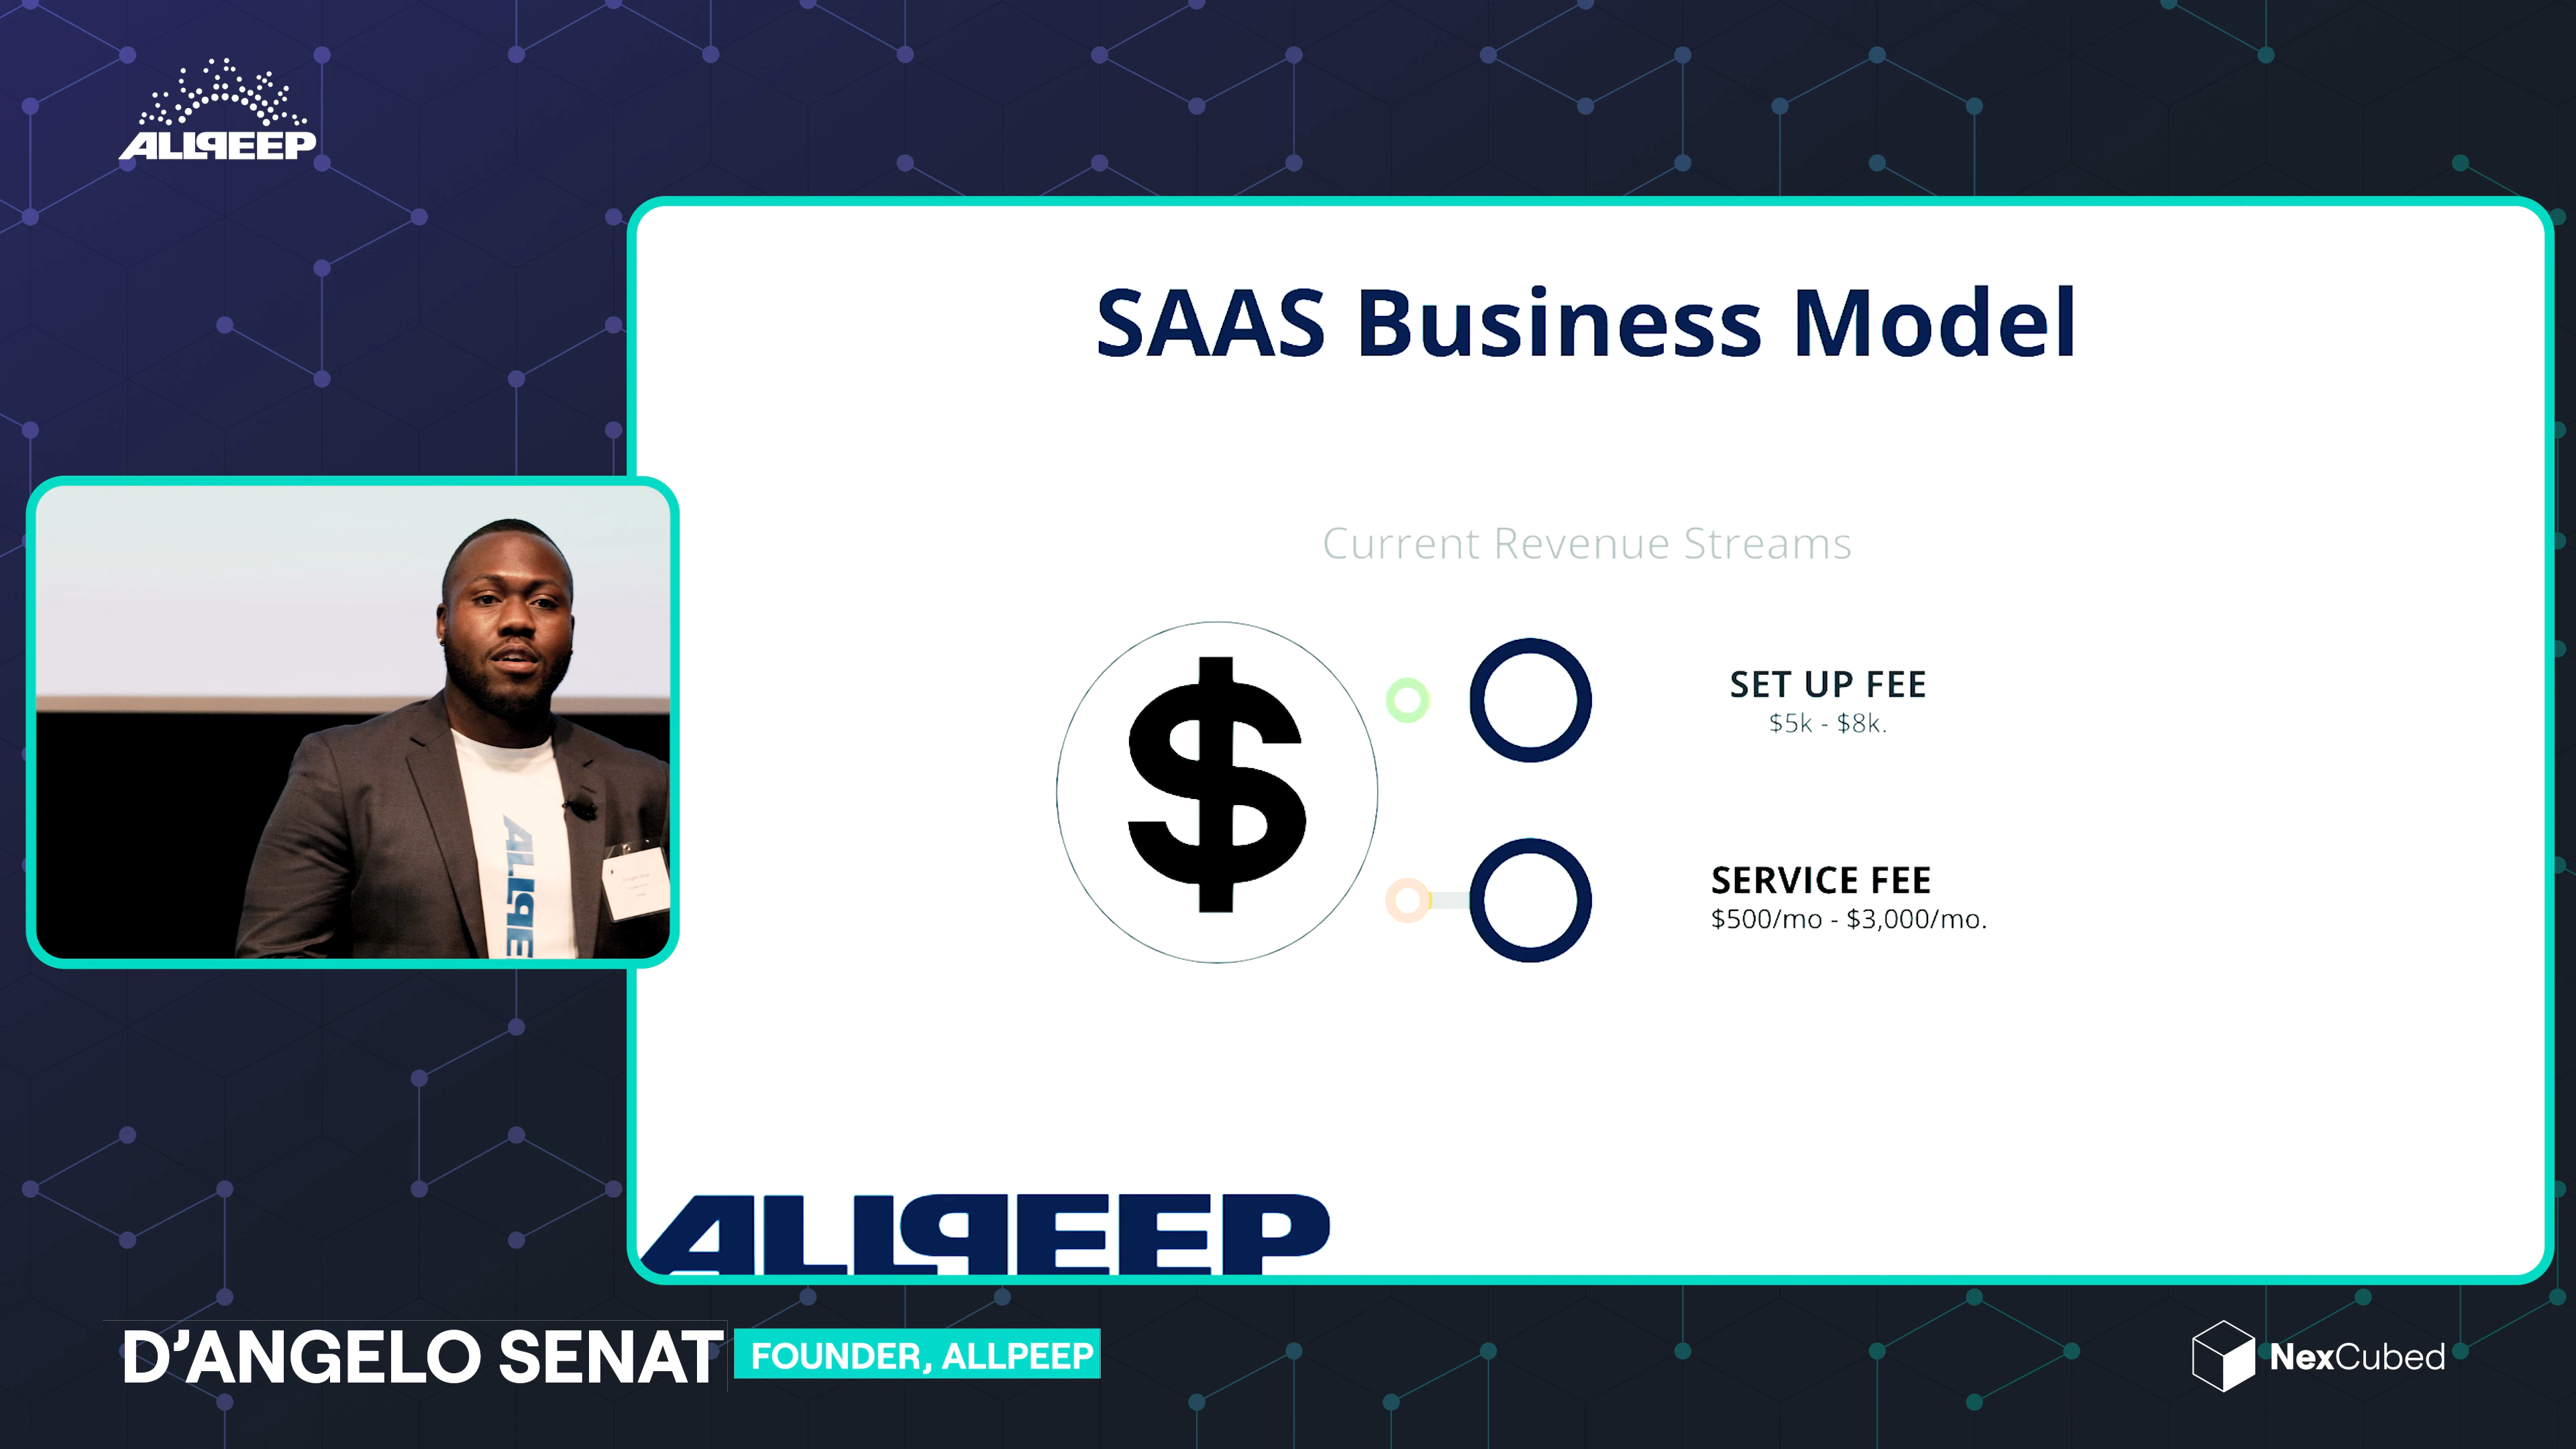 ALLPEEP
SAAS Business Model
Current Revenue Streams
SET UP FEE
$5k - $8k.
SERVICE FEE
$500/mo - $3,000/mo.
ALLPE
ALLPEEP
D'ANGELO SENAT
FOUNDER, ALLPEEP
NexCubed